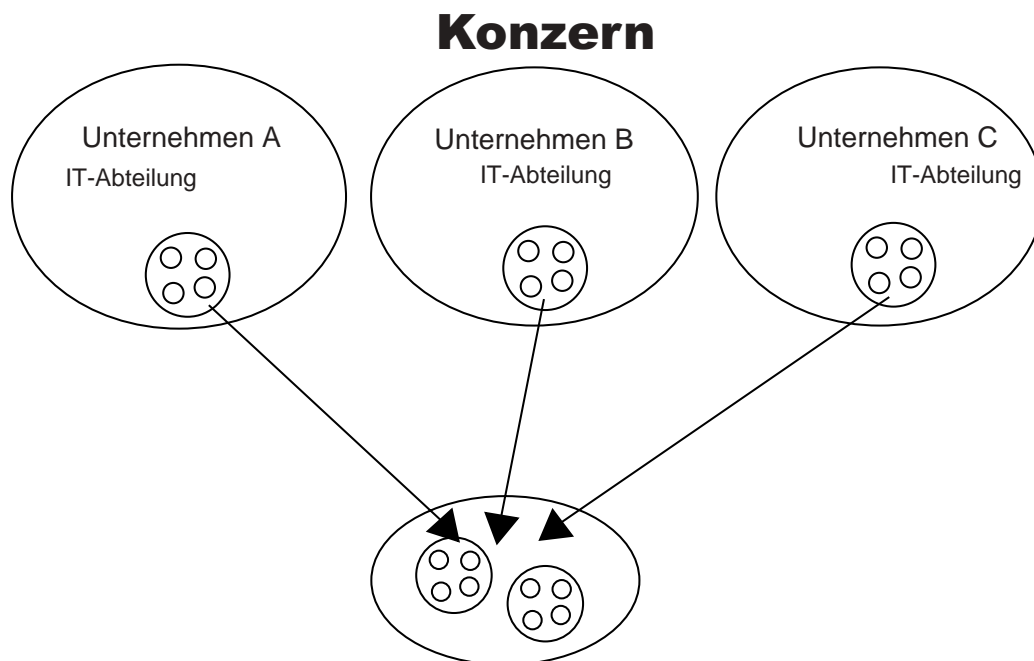 Konzern
Unternehmen A
IT-Abteilung
Unternehmen B
IT-Abteilung
Unternehmen C
IT-Abteilung